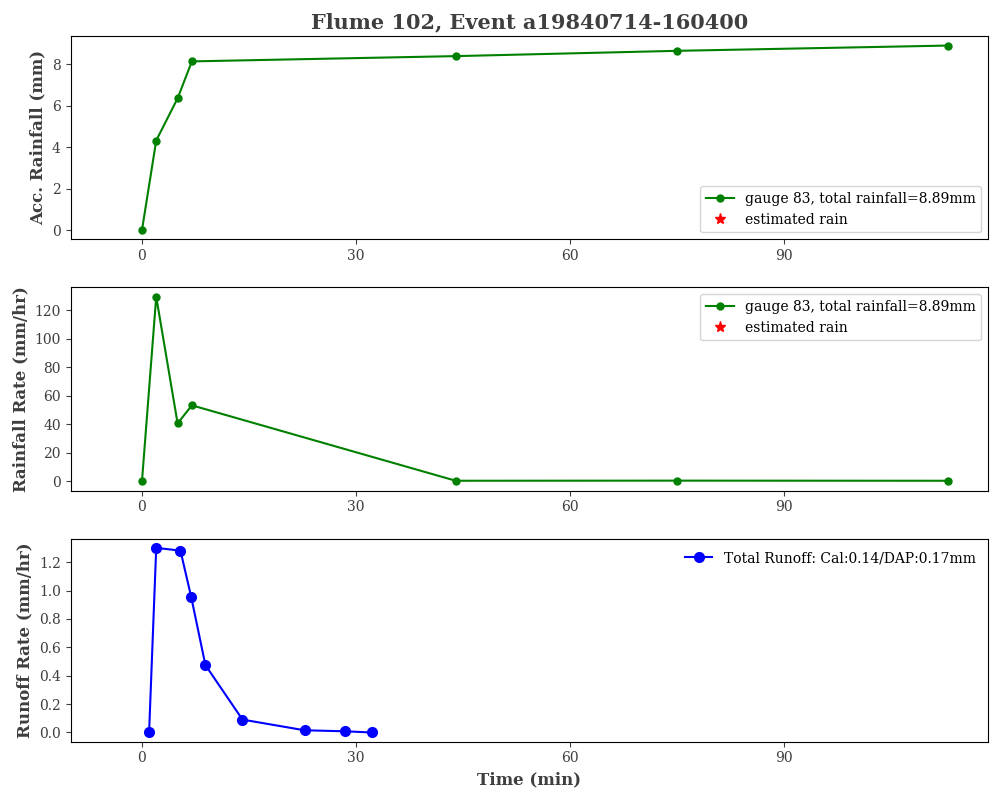 Flume 102, Event a19840714-160400
Acc. Rainfall (mm)
8
6
4
2
0
gauge 83, total rainfall=8.89mm
estimated rain
0 30 60 90
Rainfall Rate (mm/hr)
120
100
80
60
40
20
0
gauge 83, total rainfall=8.89mm
estimated rain
0 30 60 90
Runoff Rate (mm/hr)
1.2
1.0
0.8
0.6
0.4
0.2
0.0
Total Runoff: Cal:0.14/DAP:0.17mm
0 30 60 90
Time (min)